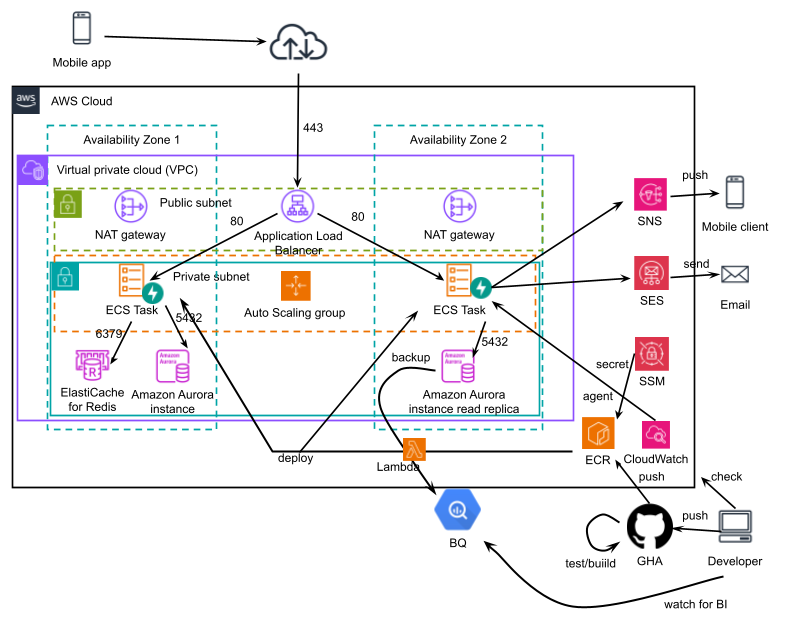 Mobile app
aws
AWS Cloud
443
Availability Zone 1
Availability Zone 2
Virtual private cloud (VPC)
push
Public subnet
80
80
NAT gateway
Application Load
Balancer
NAT gateway
SNS
Mobile client
Private subnet
send
ECS Task
Auto Scaling group
ECS Task
SES
Email
6379
5432
5432
Amazon
Aurora
backup
Amazon
Aurora
secret
SSM
R
ElastiCache
for Redis
Amazon Aurora
instance
Amazon Aurora
instance read replica
agent
deploy
Lambda
ECR
CloudWatch
push
check
push
BQ
test/buiild
GHA
Developer
watch for BI